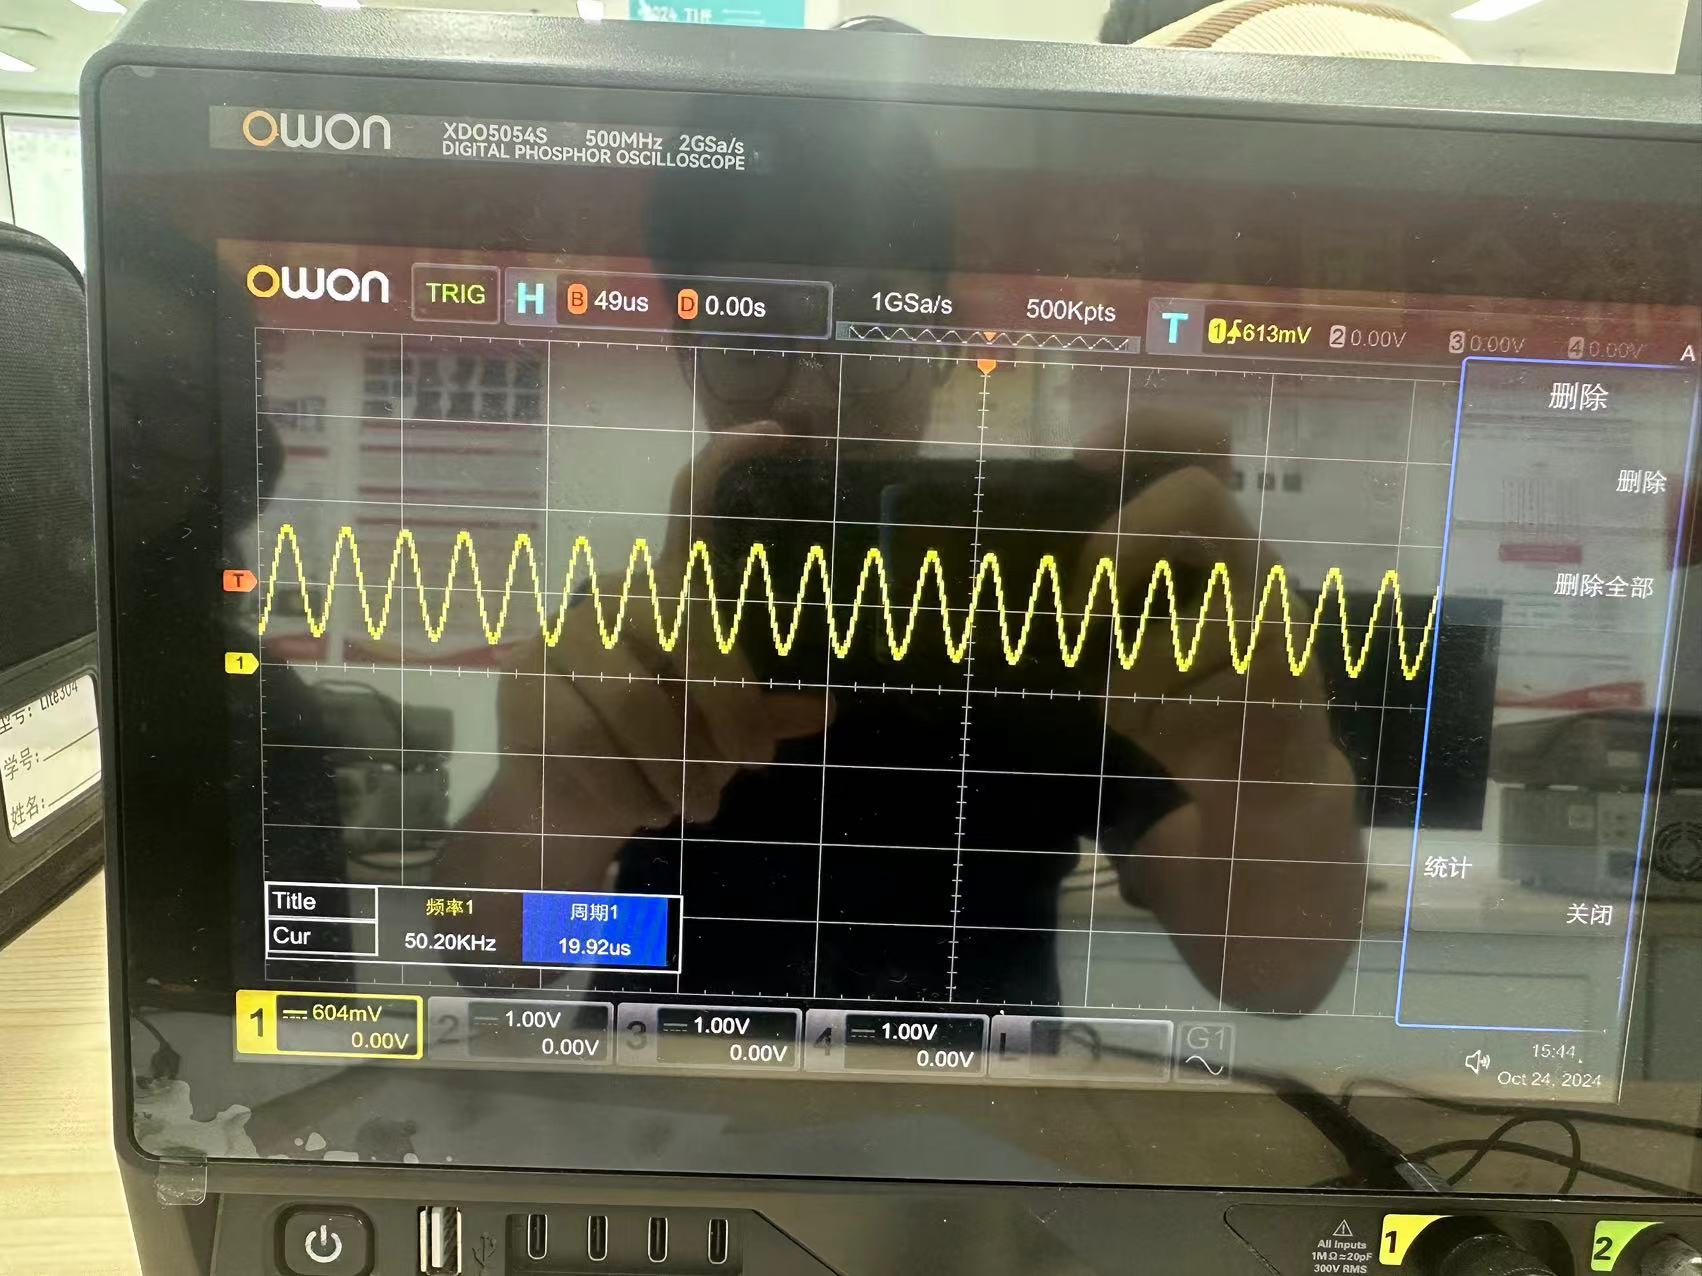 OWON
XDO5054S 500MHz 2GSa/s
DIGITAL PHOSPHOR OSCILLOSCOPE
OWON TRIG H B 49us D 0.00s 1GSa/s 500Kpts T 1 613mV 2 0.00V 3 0.00V 4 0.00V A
删除
删除
T
删除全部
1
统计
关闭
Title 频率1 周期1
Cur 50.20KHz 19.92us
1 604mV 0.00V
2 1.00V 0.00V
3 1.00V 0.00V
4 1.00V 0.00V
L
G1
15:44
Oct 24, 2024
型号: Lite304
学号:
姓名:
All Inputs
1MΩ≈20pF
300V RMS
1
2